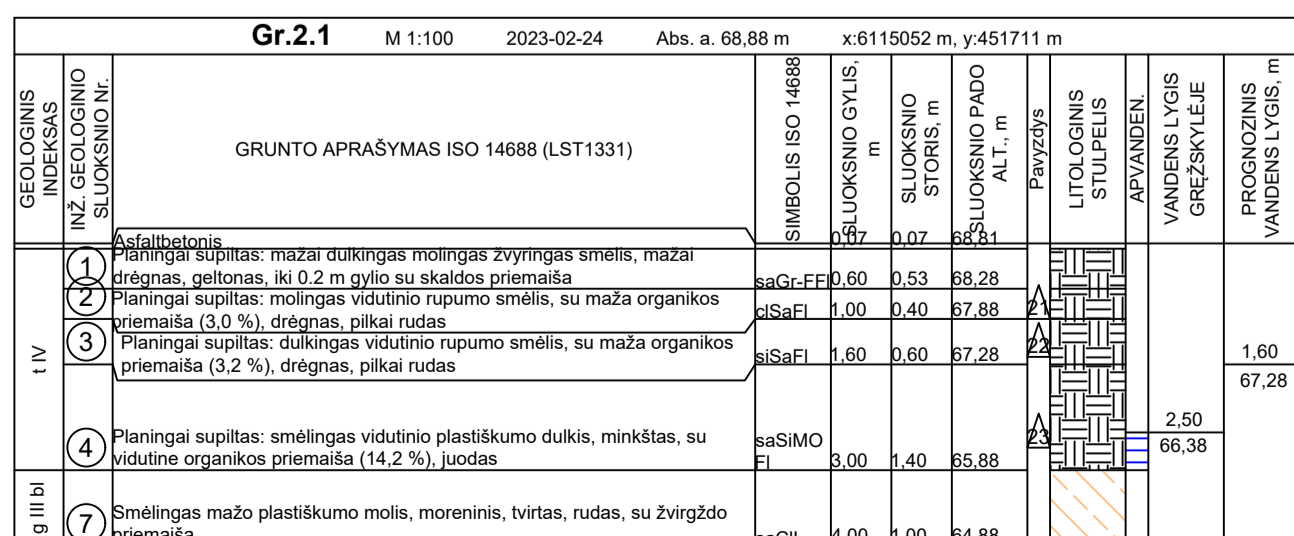 Gr.2.1 M 1:100 2023-02-24 Abs. a. 68,88 m x:6115052 m, y:451711 m
GEOLOGINIS
INDEKSAS
INŽ. GEOLOGINIO
SLUOKSNIO Nr.
GRUNTO APRAŠYMAS ISO 14688 (LST1331)
SIMBOLIS ISO 14688
SLUOKSNIO GYLIS,
m
SLUOKSNIO
STORIS, m
SLUOKSNIO PADO
ALT., m
Pavyzdys
LITOLOGINIS
STULPELIS
APVANDEN.
VANDENS LYGIS
GRĘŽSKYLĖJE
PROGNOZINIS
VANDENS LYGIS, m
Asfaltbetonis 0,07 0,07 68,81
t IV
1 Planingai supiltas: mažai dulkingas molingas žvyringas smėlis, mažai
drėgnas, geltonas, iki 0.2 m gylio su skaldos priemaiša saGr-FFl 0,60 0,53 68,28
2 Planingai supiltas: molingas vidutinio rupumo smėlis, su maža organikos
priemaiša (3,0 %), drėgnas, pilkai rudas clSaFl 1,00 0,40 67,88 21
3 Planingai supiltas: dulkingas vidutinio rupumo smėlis, su maža organikos
priemaiša (3,2 %), drėgnas, pilkai rudas siSaFl 1,60 0,60 67,28 22
1,60
67,28
4 Planingai supiltas: smėlingas vidutinio plastiškumo dulkis, minkštas, su
vidutine organikos priemaiša (14,2 %), juodas saSiMO
Fl 3,00 1,40 65,88 23
2,50
66,38
g III bl
7 Smėlingas mažo plastiškumo molis, moreninis, tvirtas, rudas, su žvirgždo
priemaiša 4,00 1,00 64,88